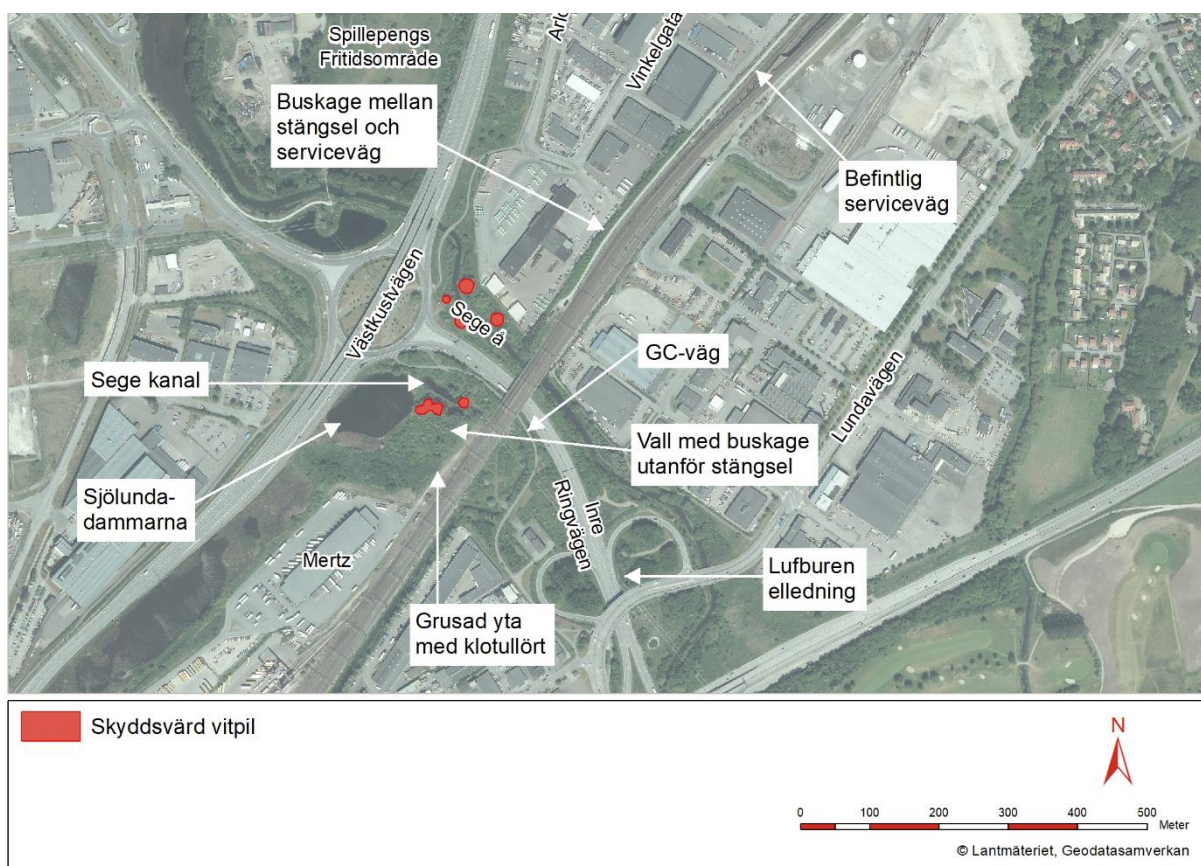 Spillepengs
Fritidsområde
Arlo
Vinkelgata
Buskage mellan
stängsel och
serviceväg
Befintlig
serviceväg
Västkustvägen
Sege å
Sege kanal
GC-väg
Lundavägen
Vall med buskage
utanför stängsel
Sjölunda-
dammarna
Inre
Ringvägen
Mertz
Lufburen
elledning
Grusad yta
med klotullört
Skyddsvärd vitpil
N
0 100 200 300 400 500
Meter
© Lantmäteriet, Geodatasamverkan